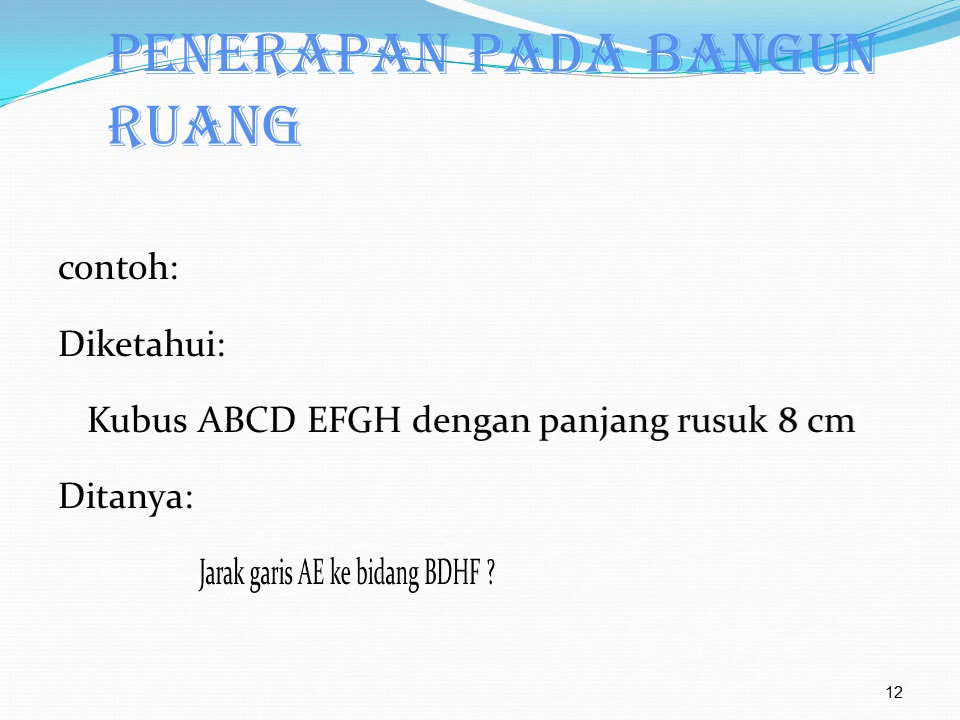 PENERAPAN PADA BANGUN
RUANG
contoh:
Diketahui:
Kubus ABCD EFGH dengan panjang rusuk 8 cm
Ditanya:
Jarak garis AE ke bidang BDHF ?
12